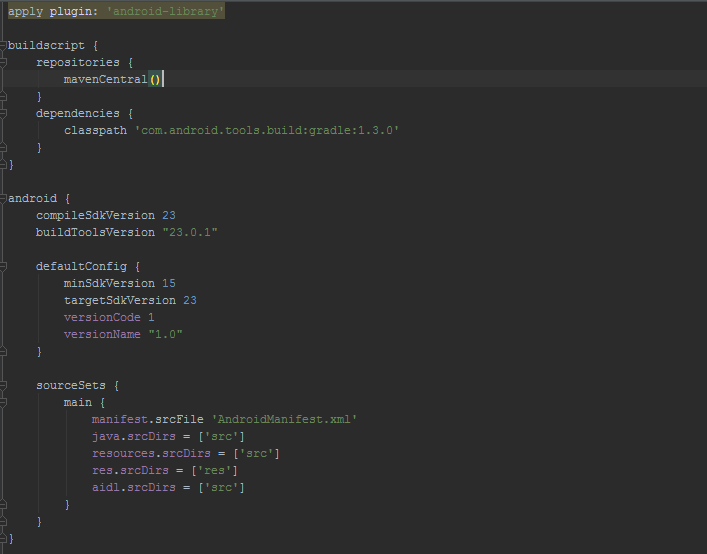 apply plugin: 'android-library'
buildscript {
repositories {
mavenCentral()
}
dependencies {
classpath 'com.android.tools.build:gradle:1.3.0'
}
}
android {
compileSdkVersion 23
buildToolsVersion "23.0.1"
defaultConfig {
minSdkVersion 15
targetSdkVersion 23
versionCode 1
versionName "1.0"
}
sourceSets {
main {
manifest.srcFile 'AndroidManifest.xml'
java.srcDirs = ['src']
resources.srcDirs = ['src']
res.srcDirs = ['res']
aidl.srcDirs = ['src']
}
}
}